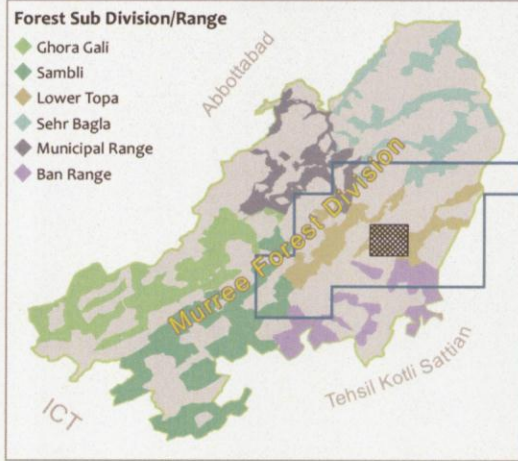 Forest Sub Division/Range
Ghora Gali
Sambli
Lower Topa
Sehr Bagla
Municipal Range
Ban Range
Abbottabad
Murree Forest Division
Tehsil Kotli Sattian
ICT